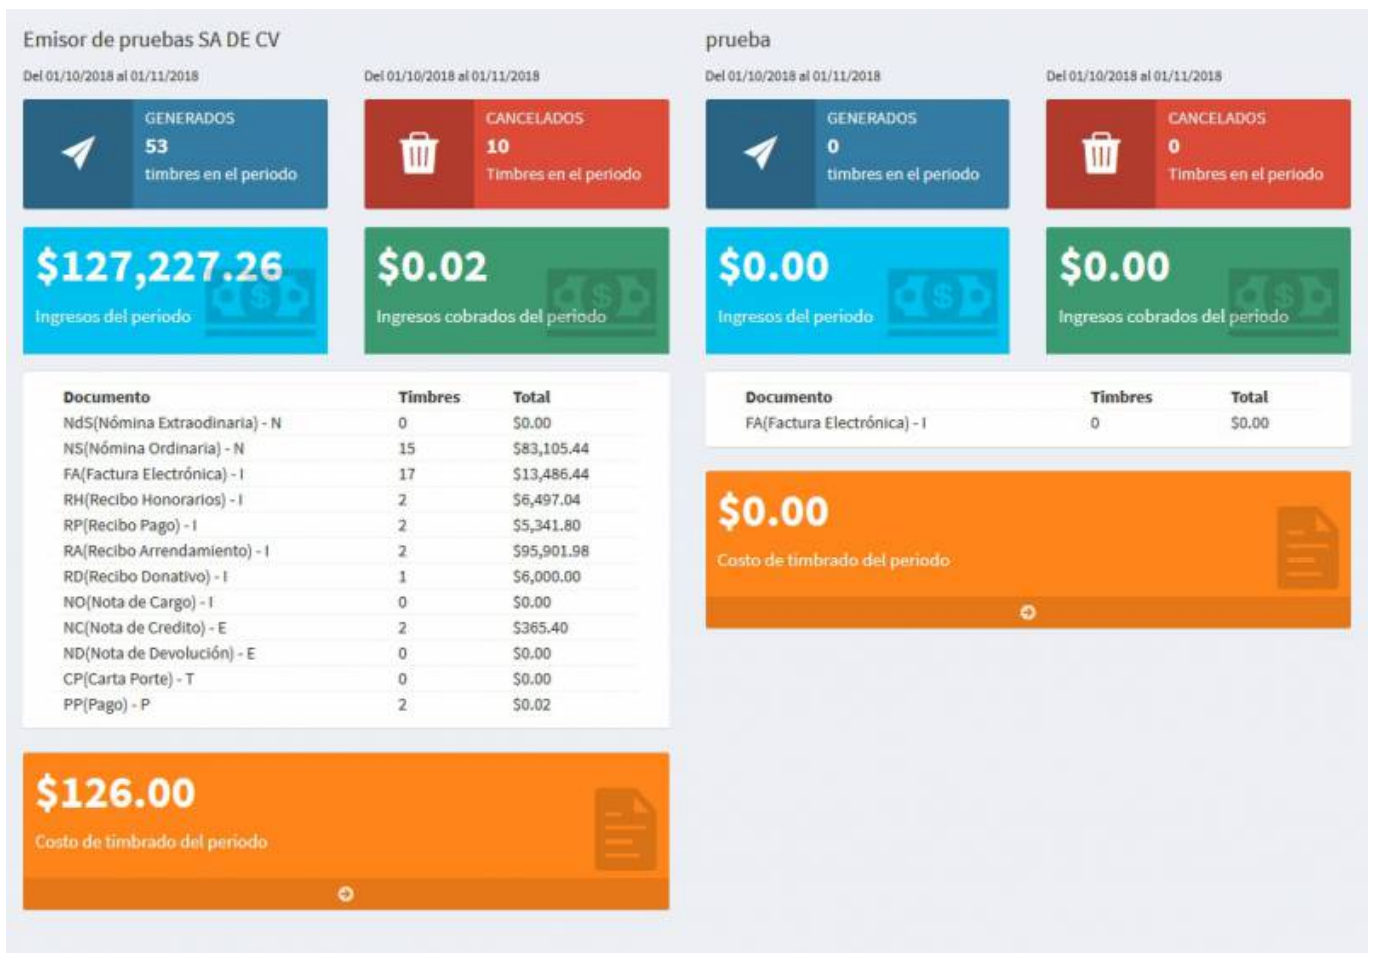 Emisor de pruebas SA DE CV
Del 01/10/2018 al 01/11/2018
Del 01/10/2018 al 01/11/2018
GENERADOS
53
timbres en el periodo
CANCELADOS
10
Timbres en el periodo
$127,227.26
Ingresos del periodo
$0.02
Ingresos cobrados del periodo
Documento Timbres Total
NdS(Nómina Extraodinaria) - N 0 $0.00
NS(Nómina Ordinaria) - N 15 $83,105.44
FA(Factura Electrónica) - I 17 $13,486.44
RH(Recibo Honorarios) - I 2 $6,497.04
RP(Recibo Pago) - I 2 $5,341.80
RA(Recibo Arrendamiento) - I 2 $95,901.98
RD(Recibo Donativo) - I 1 $6,000.00
NO(Nota de Cargo) - I 0 $0.00
NC(Nota de Credito) - E 2 $365.40
ND(Nota de Devolución) - E 0 $0.00
CP(Carta Porte) - T 0 $0.00
PP(Pago) - P 2 $0.02
$126.00
Costo de timbrado del periodo
prueba
Del 01/10/2018 al 01/11/2018
Del 01/10/2018 al 01/11/2018
GENERADOS
0
timbres en el periodo
CANCELADOS
0
Timbres en el periodo
$0.00
Ingresos del periodo
$0.00
Ingresos cobrados del periodo
Documento Timbres Total
FA(Factura Electrónica) - I 0 $0.00
$0.00
Costo de timbrado del periodo